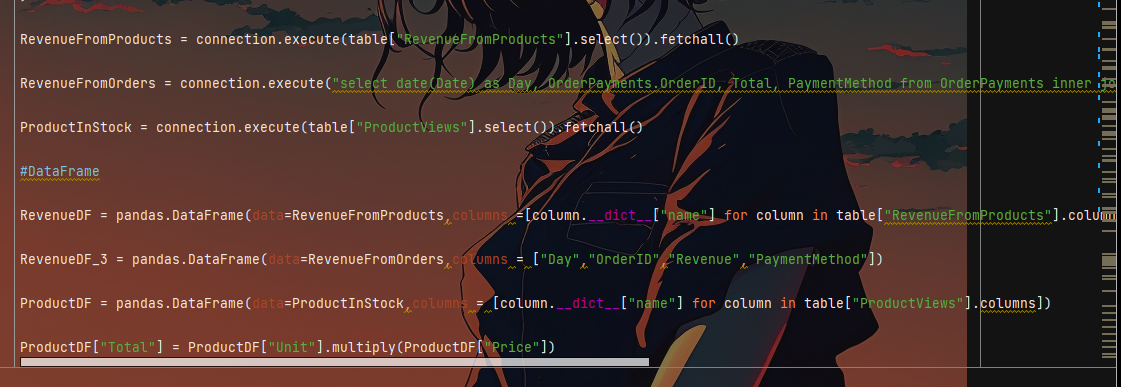 RevenueFromProducts = connection.execute(table["RevenueFromProducts"].select()).fetchall()
RevenueFromOrders = connection.execute("select date(Date) as Day, OrderPayments.OrderID, Total, PaymentMethod from OrderPayments inner jo
ProductInStock = connection.execute(table["ProductViews"].select()).fetchall()
#DataFrame
RevenueDF = pandas.DataFrame(data=RevenueFromProducts,columns =[column.__dict__["name"] for column in table["RevenueFromProducts"].colum
RevenueDF_3 = pandas.DataFrame(data=RevenueFromOrders,columns = ["Day","OrderID","Revenue","PaymentMethod"])
ProductDF = pandas.DataFrame(data=ProductInStock,columns = [column.__dict__["name"] for column in table["ProductViews"].columns])
ProductDF["Total"] = ProductDF["Unit"].multiply(ProductDF["Price"])